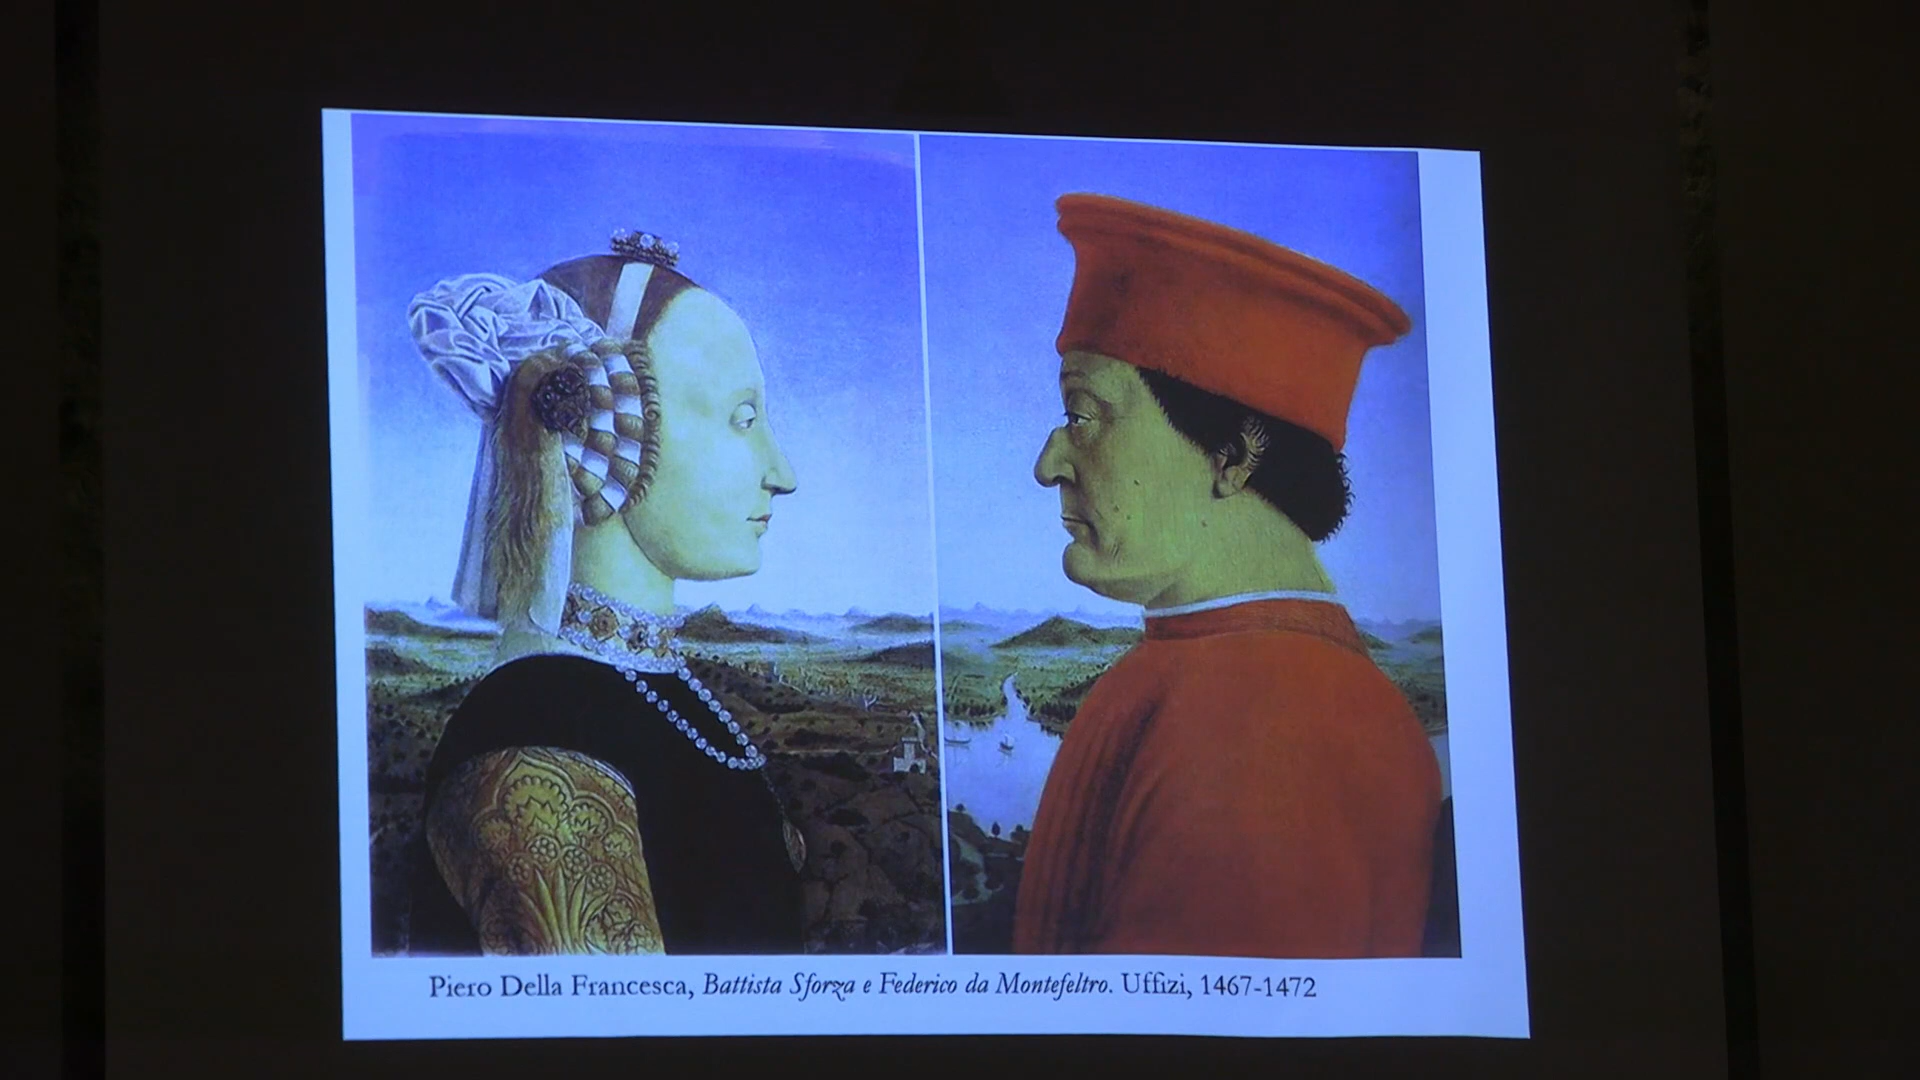 Piero Della Francesca, Battista Sforza e Federico da Montefeltro. Uffizi, 1467-1472